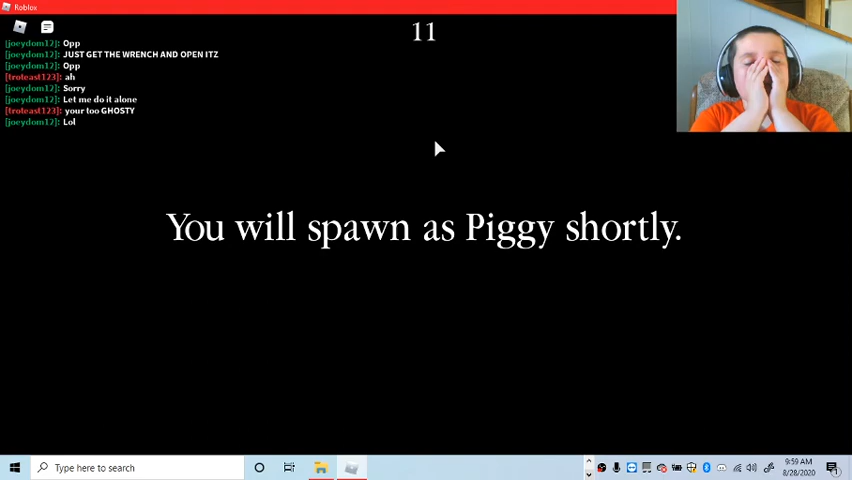 Roblox
11
[joeydom12]: Opp
[joeydom12]: JUST GET THE WRENCH AND OPEN ITZ
[joeydom12]: Opp
[troteast123]: ah
[joeydom12]: Sorry
[joeydom12]: Let me do it alone
[troteast123]: your too GHOSTY
[joeydom12]: Lol
You will spawn as Piggy shortly.
Type here to search
9:59 AM
8/28/2020